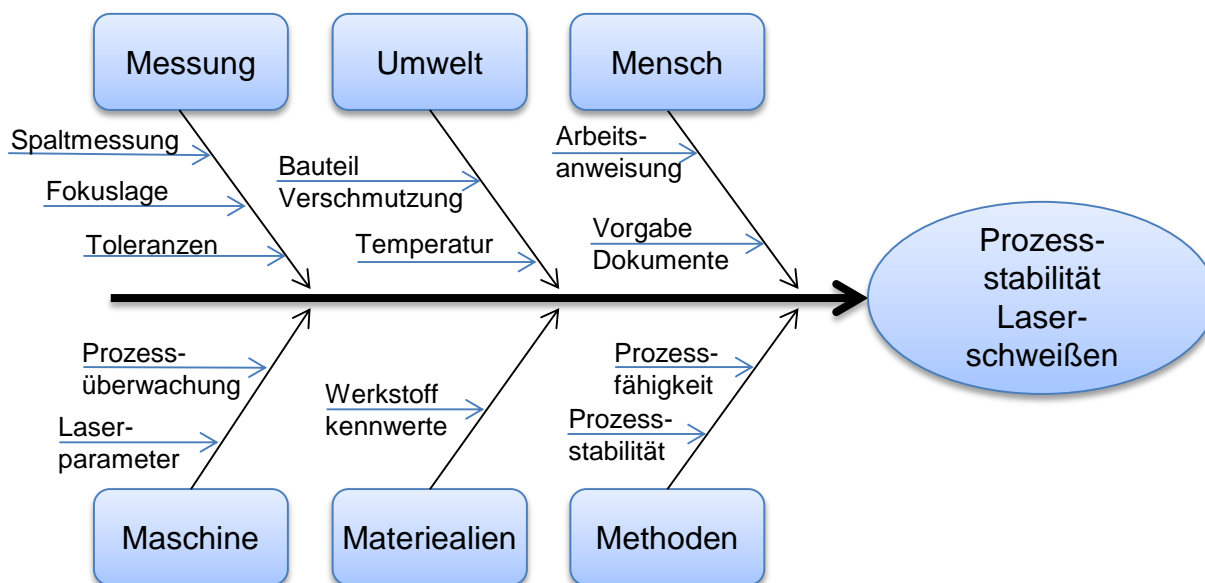 Messung
Umwelt
Mensch
Spaltmessung
Fokuslage
Toleranzen
Bauteil
Verschmutzung
Temperatur
Arbeits-
anweisung
Vorgabe
Dokumente
Prozess-
stabilität
Laser-
schweißen
Prozess-
überwachung
Laser-
parameter
Werkstoff
kennwerte
Prozess-
fähigkeit
Prozess-
stabilität
Maschine
Materiealien
Methoden